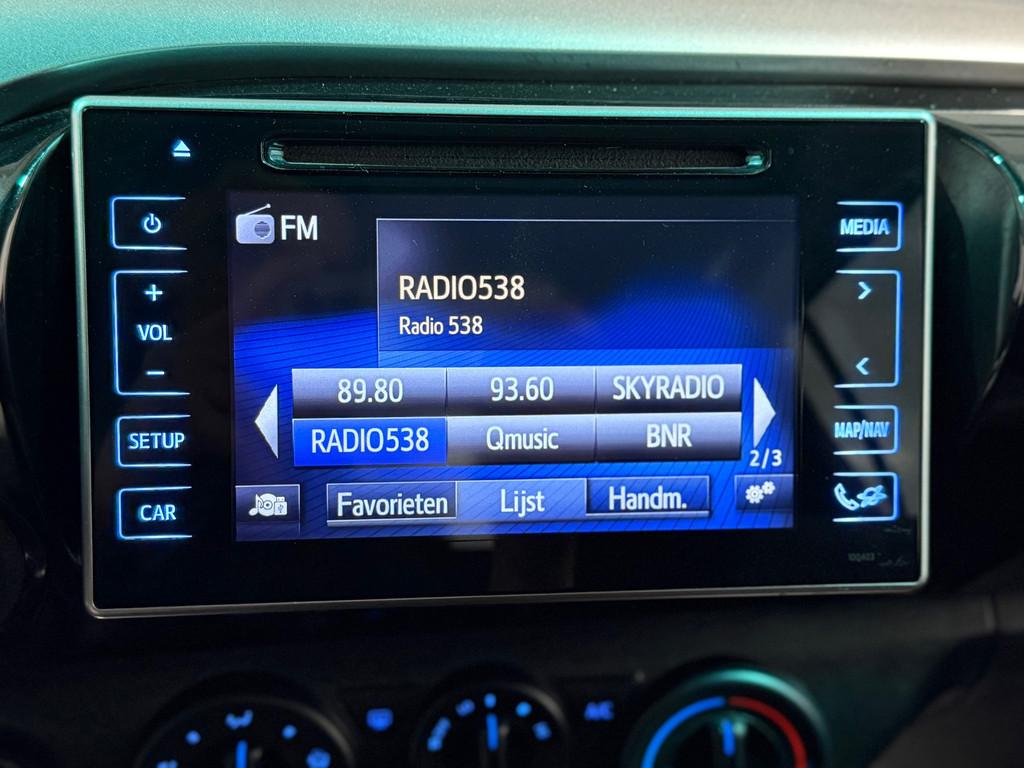 FM
RADIO538
Radio 538
89.80 93.60 SKYRADIO
RADIO538 Qmusic BNR
2/3
Favorieten Lijst Handm.
+
VOL
-
SETUP
CAR
MEDIA
>
<
MAP/NAV
100403
A/C